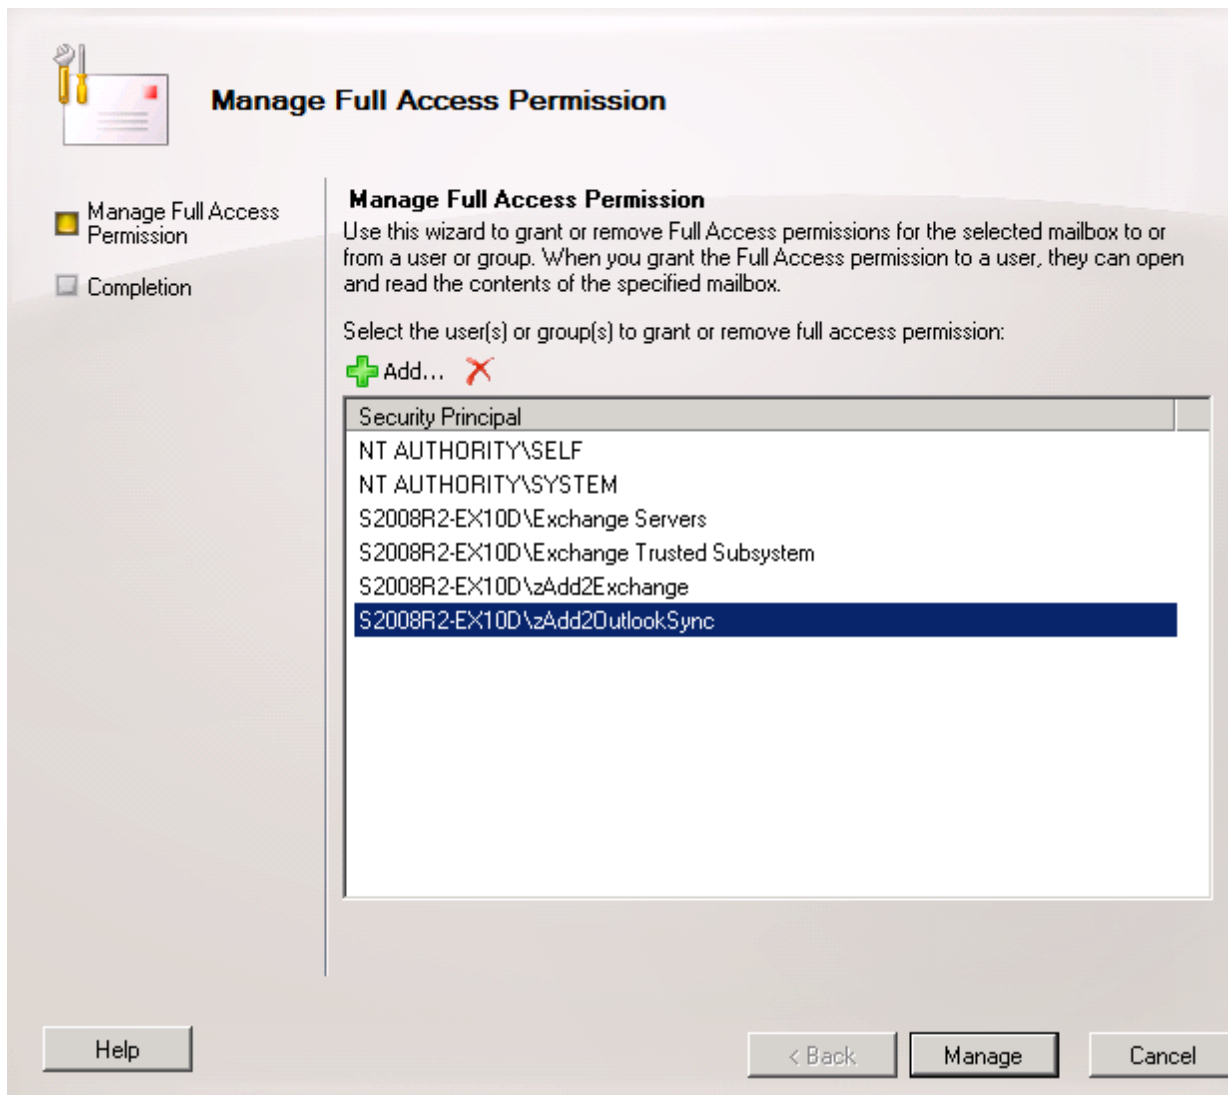 Manage Full Access Permission
Manage Full Access
Permission
Completion
Manage Full Access Permission
Use this wizard to grant or remove Full Access permissions for the selected mailbox to or
from a user or group. When you grant the Full Access permission to a user, they can open
and read the contents of the specified mailbox.
Select the user(s) or group(s) to grant or remove full access permission:
Add...
Security Principal
NT AUTHORITY\SELF
NT AUTHORITY\SYSTEM
S2008R2-EX10D\Exchange Servers
S2008R2-EX10D\Exchange Trusted Subsystem
S2008R2-EX10D\zAdd2Exchange
S2008R2-EX10D\zAdd2OutlookSync
Help
< Back
Manage
Cancel